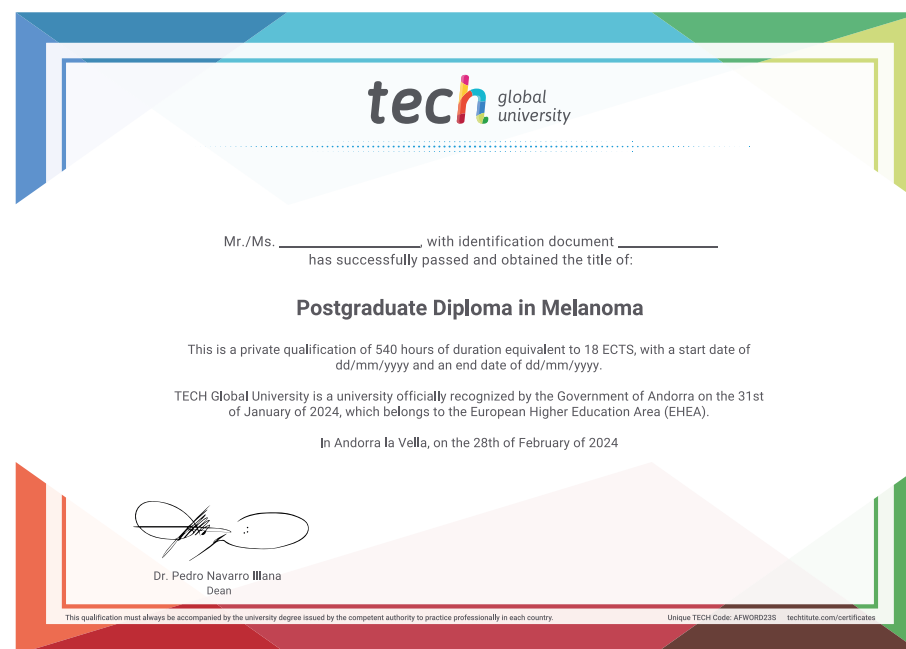 tech global
university
Mr./Ms. ________________, with identification document ____________
has successfully passed and obtained the title of:
Postgraduate Diploma in Melanoma
This is a private qualification of 540 hours of duration equivalent to 18 ECTS, with a start date of
dd/mm/yyyy and an end date of dd/mm/yyyy.
TECH Global University is a university officially recognized by the Government of Andorra on the 31st
of January of 2024, which belongs to the European Higher Education Area (EHEA).
In Andorra la Vella, on the 28th of February of 2024
Dr. Pedro Navarro Illana
Dean
This qualification must always be accompanied by the university degree issued by the competent authority to practice professionally in each country. Unique TECH Code: AFWORD23S techtitute.com/certificates